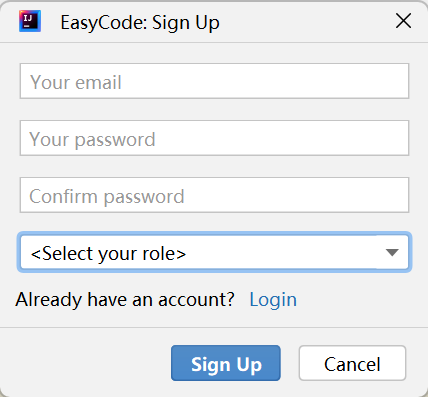 IJ
EasyCode: Sign Up
Your email
Your password
Confirm password
<Select your role>
Already have an account? Login
Sign Up Cancel